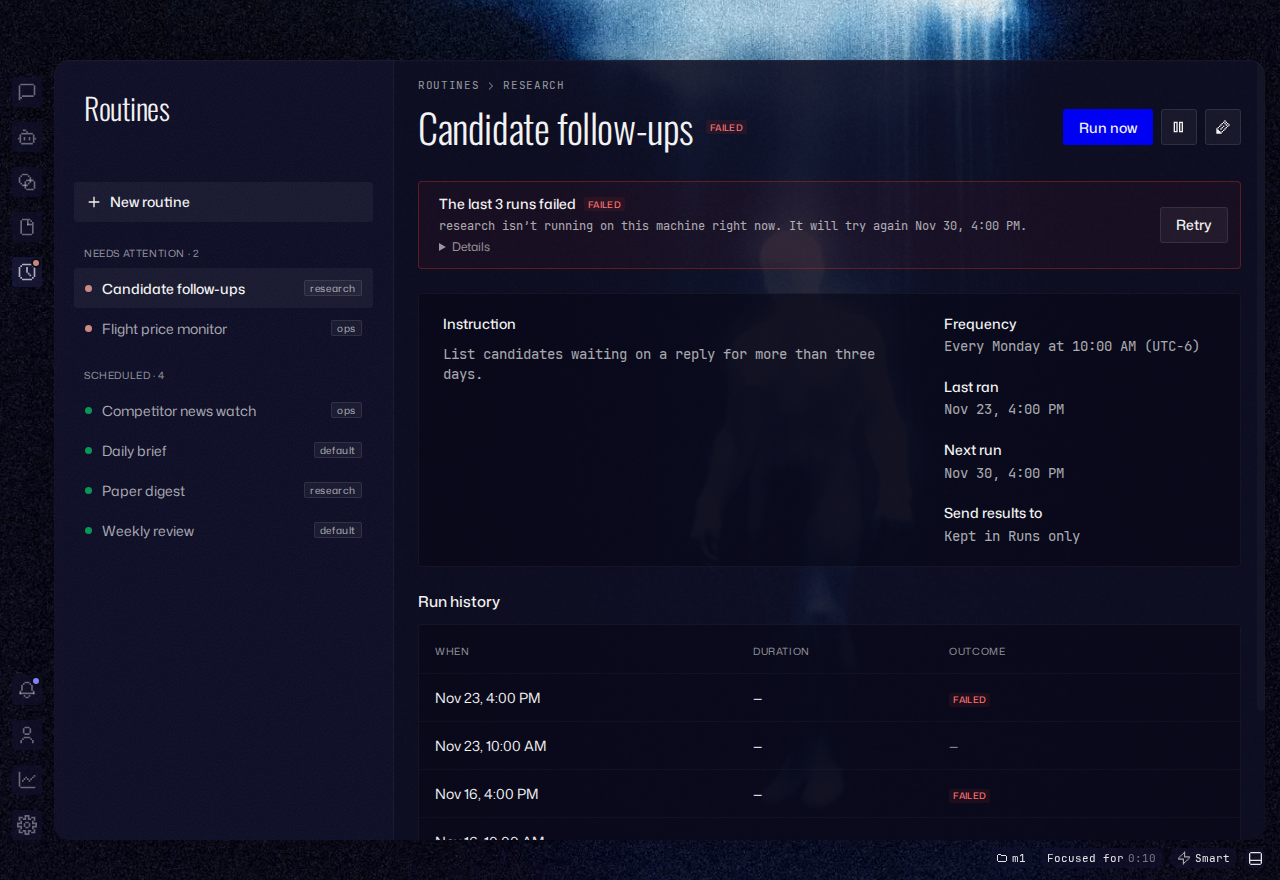 Routines
New routine
NEEDS ATTENTION · 2
Candidate follow-ups research
Flight price monitor ops
SCHEDULED · 4
Competitor news watch ops
Daily brief default
Paper digest research
Weekly review default
ROUTINES > RESEARCH
Candidate follow-ups FAILED
Run now
The last 3 runs failed FAILED
research isn’t running on this machine right now. It will try again Nov 30, 4:00 PM.
Details
Retry
Instruction
List candidates waiting on a reply for more than three
days.
Frequency
Every Monday at 10:00 AM (UTC-6)
Last ran
Nov 23, 4:00 PM
Next run
Nov 30, 4:00 PM
Send results to
Kept in Runs only
Run history
WHEN DURATION OUTCOME
Nov 23, 4:00 PM — FAILED
Nov 23, 10:00 AM — —
Nov 16, 4:00 PM — FAILED
Nov 16, 10:00 AM
m1 Focused for 0:10 Smart